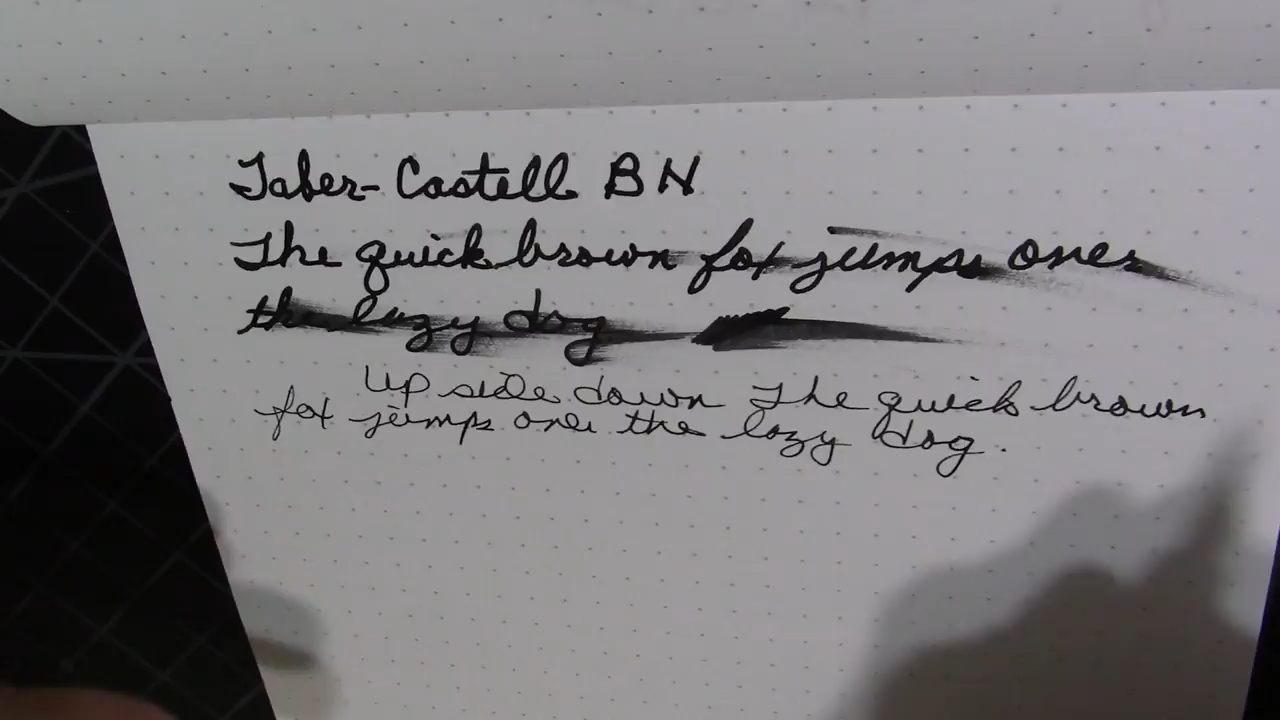 Faber-Castell B N
The quick brown fox jumps over
the lazy dog
Up side down The quick brown
fox jumps over the lazy dog.